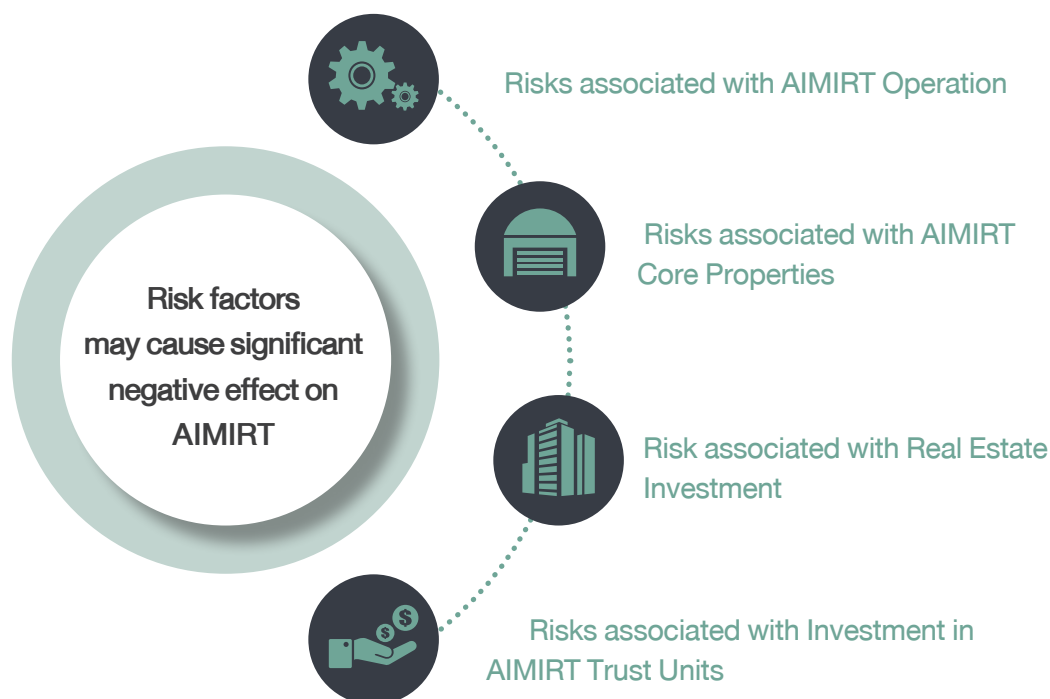 Risks associated with AIMIRT Operation
Risks associated with AIMIRT
Core Properties
Risk factors
may cause significant
negative effect on
AIMIRT
Risk associated with Real Estate
Investment
$
$
Risks associated with Investment in
AIMIRT Trust Units